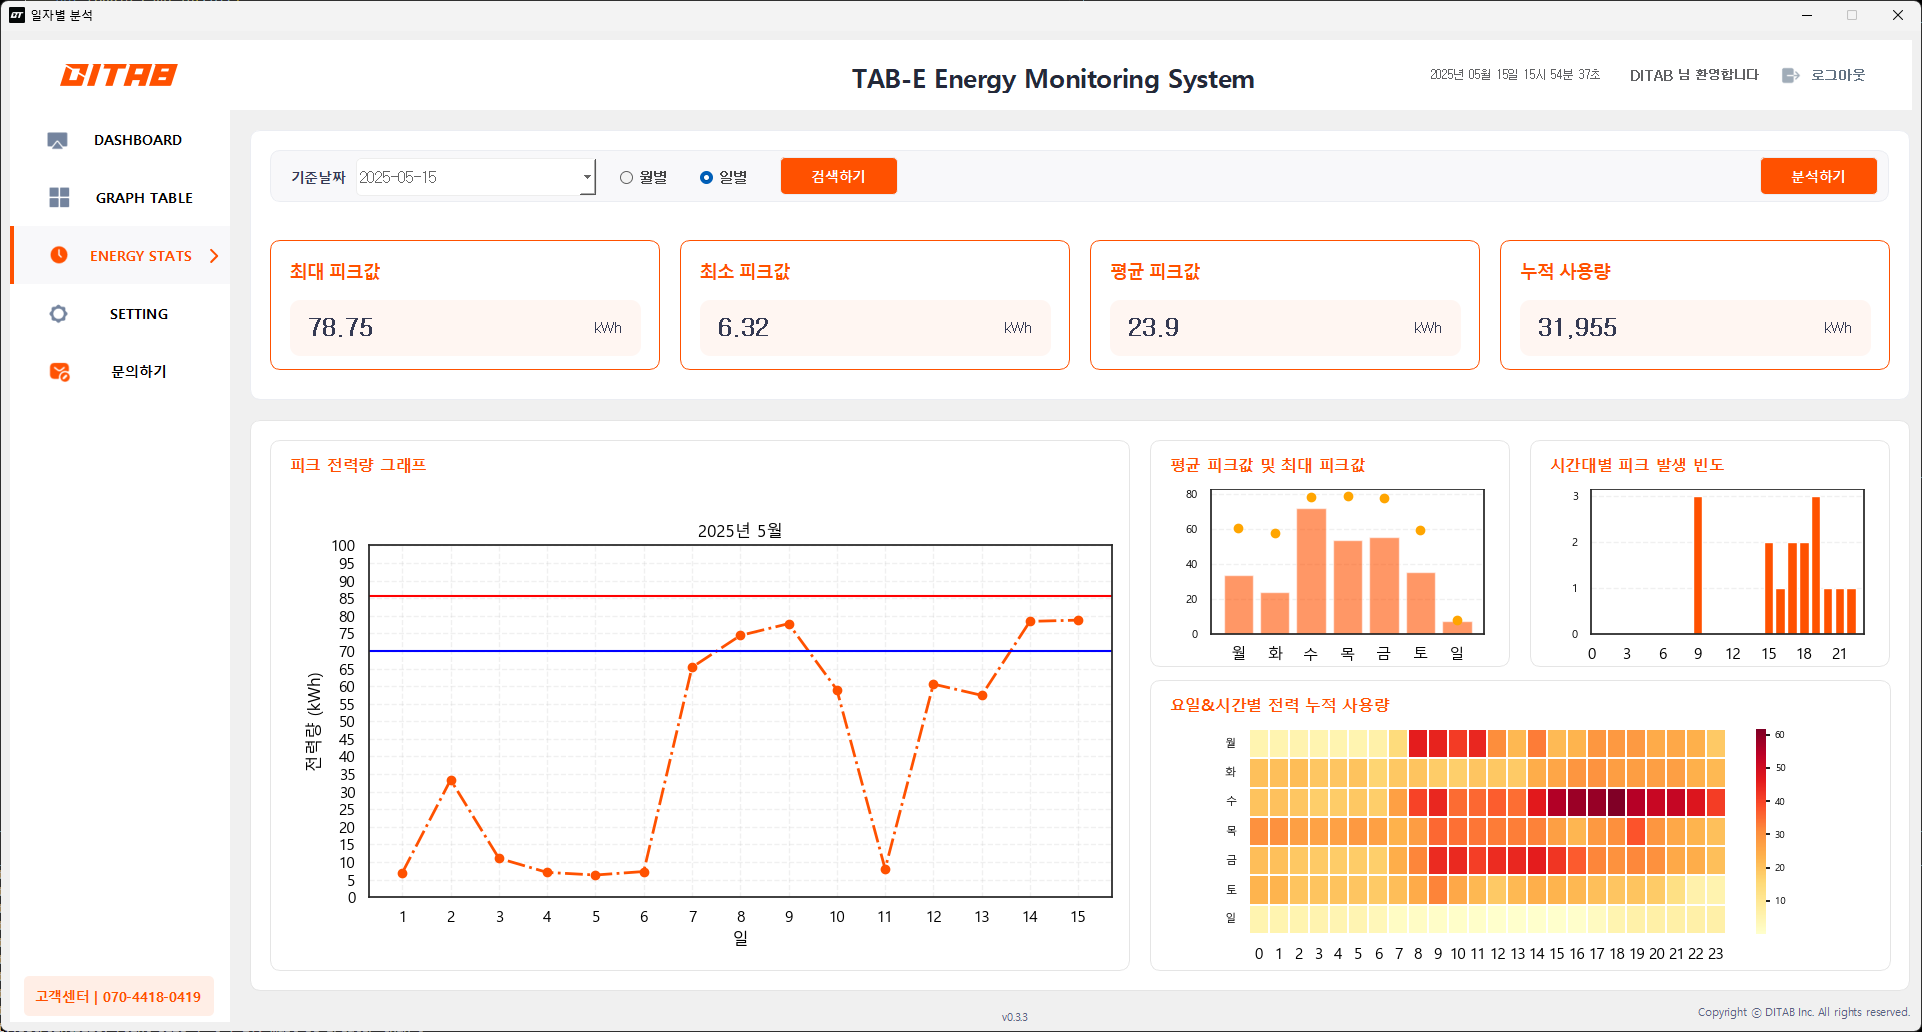 일자별 분석
DITAB
TAB-E Energy Monitoring System
2025년 05월 15일 15시 54분 37초
DITAB 님 환영합니다
로그아웃
DASHBOARD
GRAPH TABLE
ENERGY STATS
SETTING
문의하기
고객센터 | 070-4418-0419
기준날짜 2025-05-15 월별 일별 검색하기 분석하기
최대 피크값
78.75 kWh
최소 피크값
6.32 kWh
평균 피크값
23.9 kWh
누적 사용량
31,955 kWh
피크 전력량 그래프
2025년 5월
100
95
90
85
80
75
70
65
60
55
50
45
40
35
30
25
20
15
10
5
0
전력량 (kWh)
1 2 3 4 5 6 7 8 9 10 11 12 13 14 15
일
평균 피크값 및 최대 피크값
80
60
40
20
0
월 화 수 목 금 토 일
시간대별 피크 발생 빈도
3
2
1
0
0 3 6 9 12 15 18 21
요일&시간별 전력 누적 사용량
월
화
수
목
금
토
일
0 1 2 3 4 5 6 7 8 9 10 11 12 13 14 15 16 17 18 19 20 21 22 23
60
50
40
30
20
10
v0.3.3
Copyright ⓒ DITAB Inc. All rights reserved.